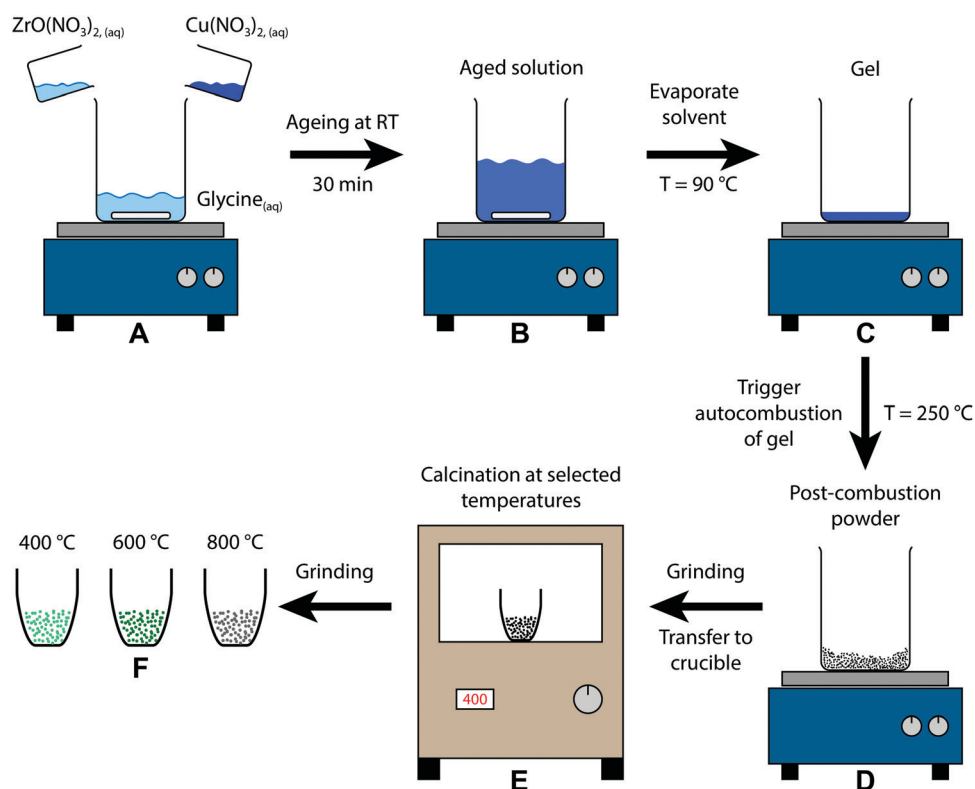 ZrO(NO₃)₂, (aq)
Cu(NO₃)₂, (aq)
Glycine(aq)
A
Ageing at RT
30 min
Aged solution
B
Evaporate
solvent
T = 90 °C
Gel
C
Trigger
autocombustion
of gel
T = 250 °C
Post-combustion
powder
D
Grinding
Transfer to
crucible
Calcination at selected
temperatures
400
E
Grinding
400 °C
600 °C
800 °C
F